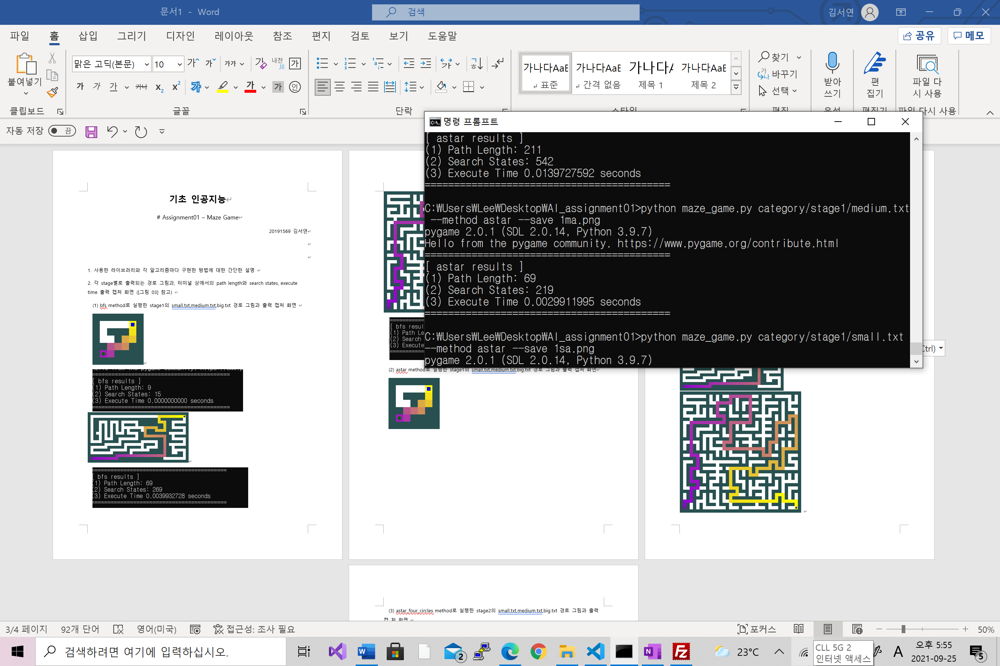 문서1 - Word
검색
김서연
파일 홈 삽입 그리기 디자인 레이아웃 참조 편지 검토 보기 도움말
공유 메모
붙여넣기
클립보드
맑은 고딕(본문) 10
글꼴
단락
가나다AaE 가나다AaE 가나다A 가나다AaE
표준 간격 없음 제목 1 제목 2
스타일
찾기
바꾸기
선택
편집
받아
쓰기
음성
편
집기
편집기
파일 다
시 사용
파일 다시 사용
자동 저장 끔
기초 인공지능
# Assignment01 – Maze Game
20191569 김서연
1. 사용한 라이브러리와 각 알고리즘마다 구현한 방법에 대한 간단한 설명
2. 각 stage별로 출력되는 경로 그림과, 터미널 상에서의 path length와 search states, execute
time 출력 캡처 화면 ([그림 03] 참고)
(1) bfs method로 실행한 stage1의 small.txt,medium.txt,big.txt 경로 그림과 출력 캡처 화면
==========================================
[ bfs results ]
(1) Path Length: 9
(2) Search States: 15
(3) Execute Time 0.0000000000 seconds
==========================================
==========================================
[ bfs results ]
(1) Path Length: 69
(2) Search States: 269
(3) Execute Time 0.0039932728 seconds
==========================================
[ bfs resul
(1) Path Le
(2) Search
(3) Execute
(2) astar method로 실행한 stage1의 small.txt,medium.txt,big.txt 경로 그림과 출력 캡처 화면
(3) astar_four_circles method로 실행한 stage2의 small.txt,medium.txt,big.txt 경로 그림과 출력
캡 처 화면
명령 프롬프트
[ astar results ]
(1) Path Length: 211
(2) Search States: 542
(3) Execute Time 0.0139727592 seconds
==========================================
C:₩Users₩Lee₩Desktop₩AI_assignment01>python maze_game.py category/stage1/medium.txt
--method astar --save 1ma.png
pygame 2.0.1 (SDL 2.0.14, Python 3.9.7)
Hello from the pygame community. https://www.pygame.org/contribute.html
==========================================
[ astar results ]
(1) Path Length: 69
(2) Search States: 219
(3) Execute Time 0.0029911995 seconds
==========================================
C:₩Users₩Lee₩Desktop₩AI_assignment01>python maze_game.py category/stage1/small.txt
--method astar --save 1sa.png
pygame 2.0.1 (SDL 2.0.14, Python 3.9.7)
Ctrl)
3/4 페이지 92개 단어 영어(미국) 접근성: 조사 필요
포커스 50%
검색하려면 여기에 입력하십시오.
23°C
CLL 5G 2
인터넷 액세스
A
오후 5:55
2021-09-25
5
2